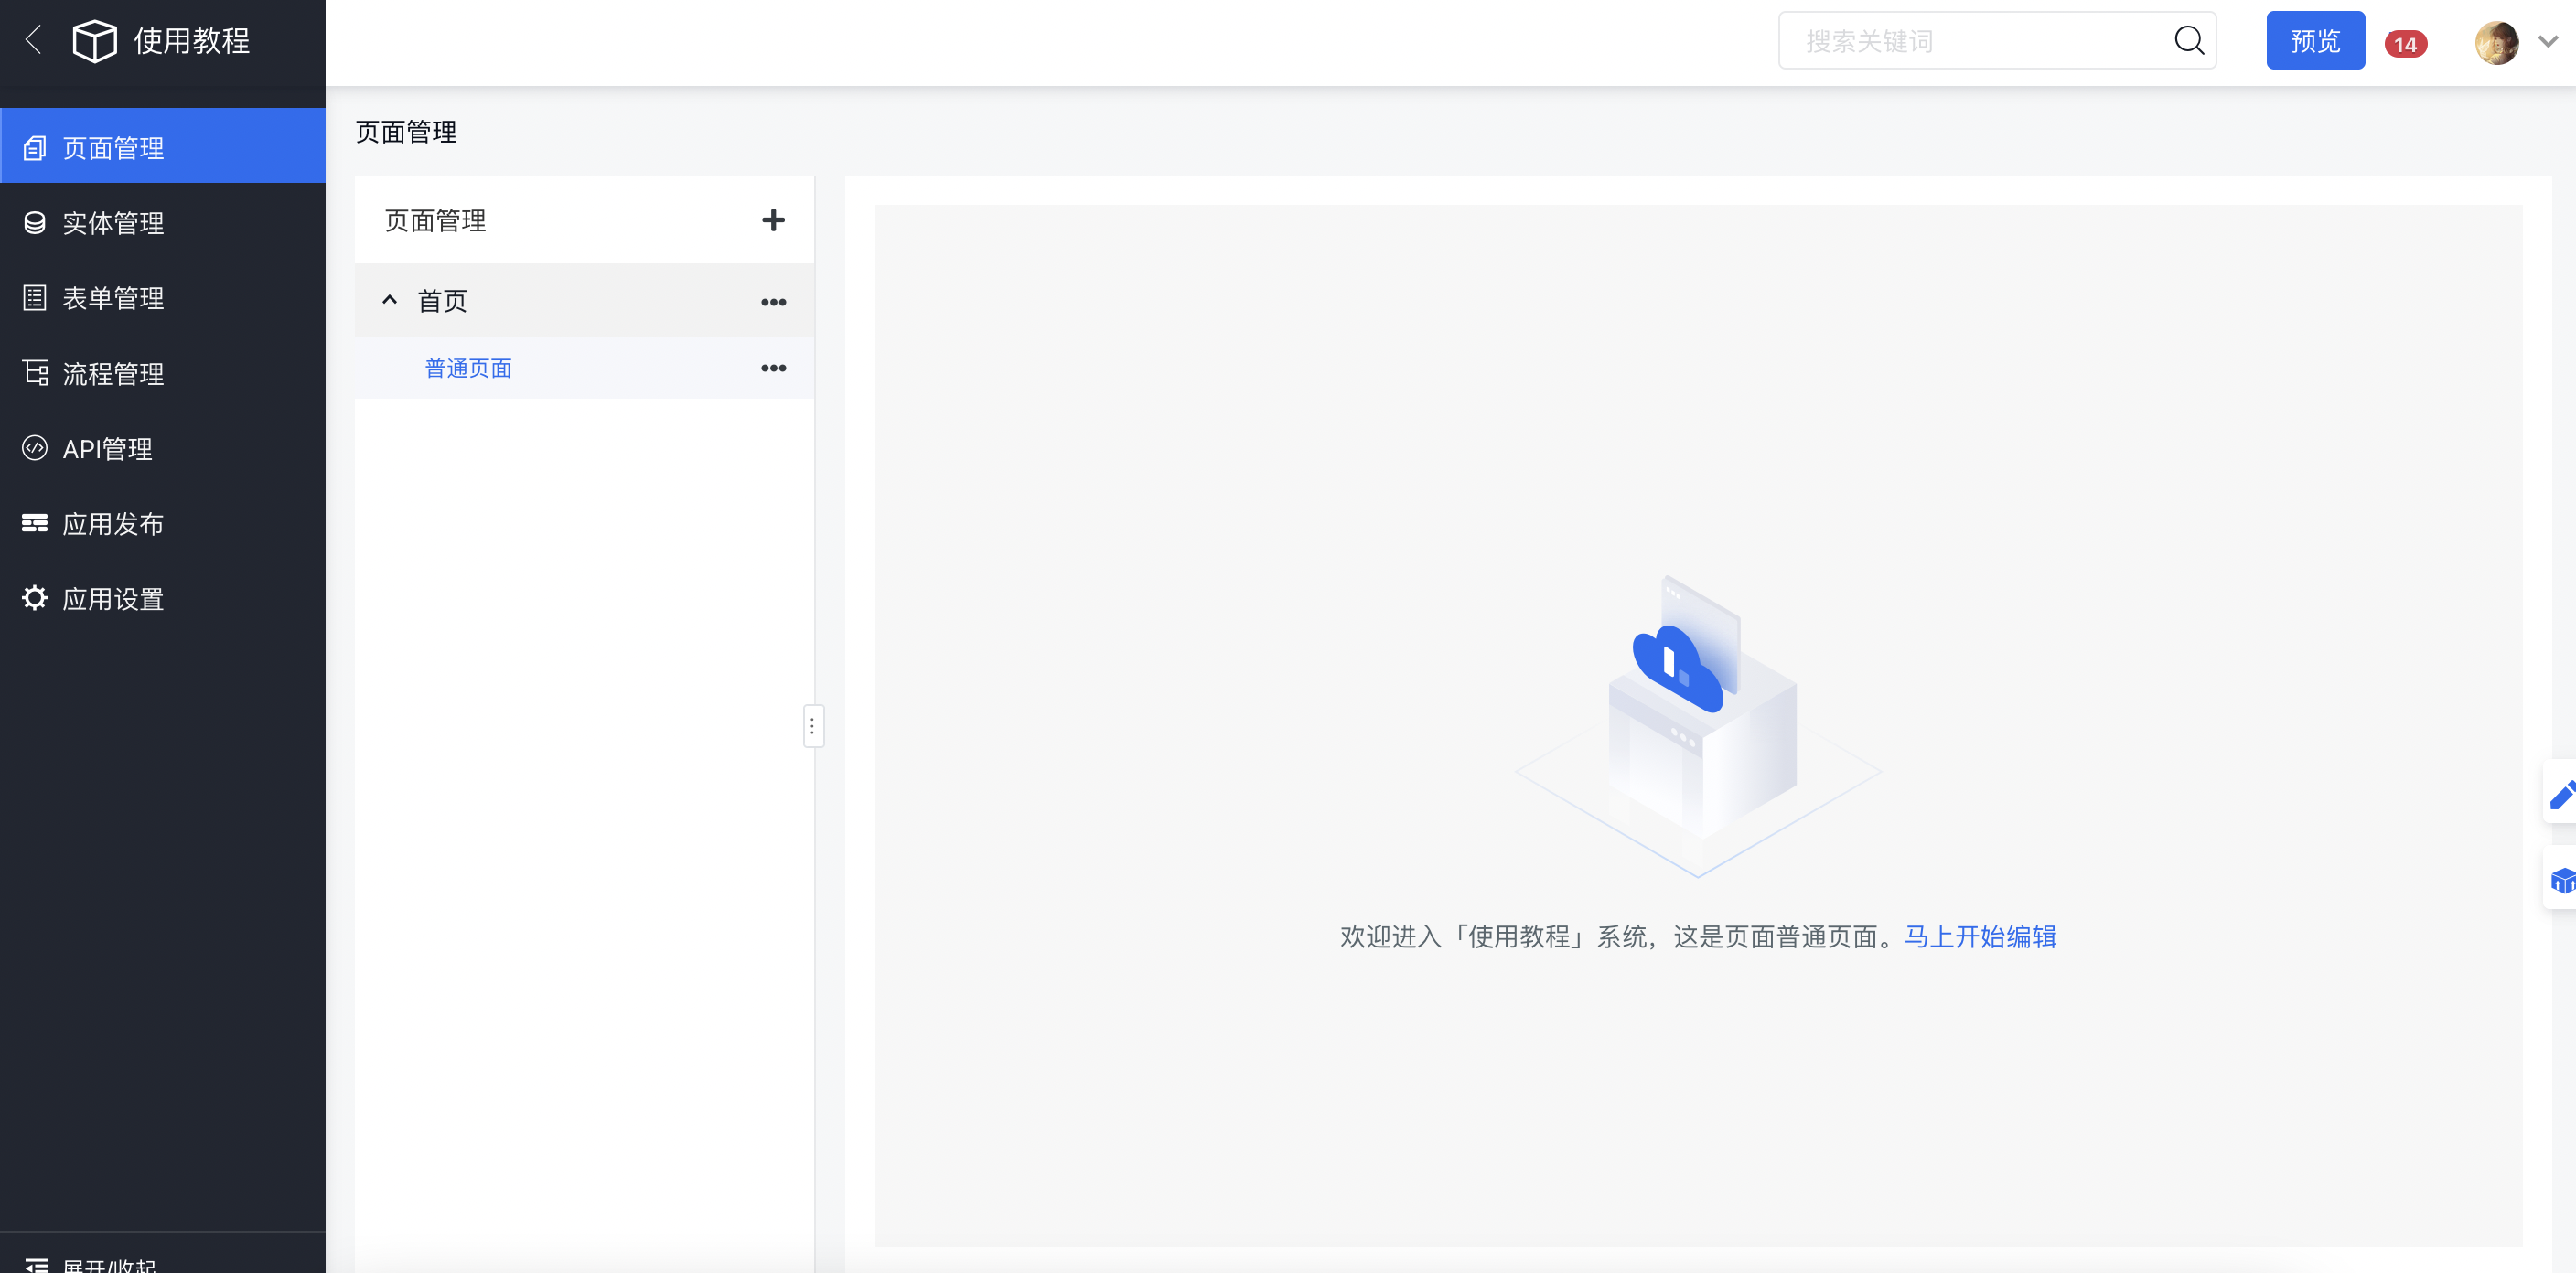 使用教程
搜索关键词
预览
14
页面管理
实体管理
表单管理
流程管理
API管理
应用发布
应用设置
展开/收起
页面管理
页面管理
首页
普通页面
欢迎进入「使用教程」系统，这是页面普通页面。马上开始编辑